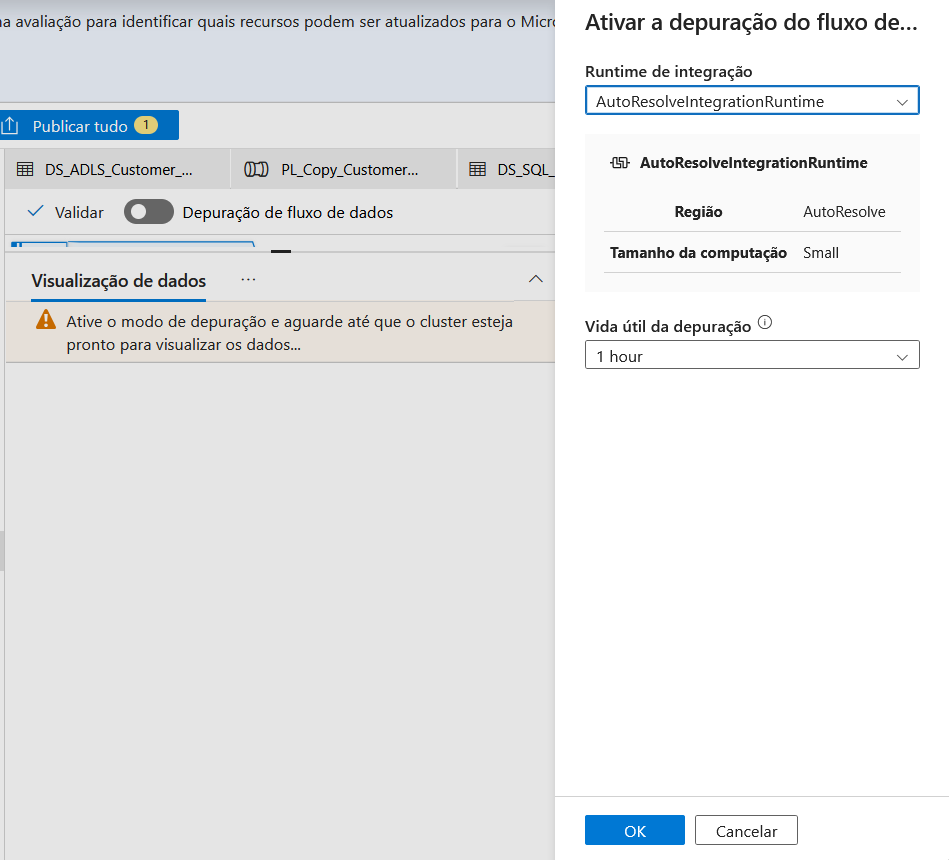 na avaliação para identificar quais recursos podem ser atualizados para o Micro
Publicar tudo 1
DS_ADLS_Customer_... PL_Copy_Customer... DS_SQL_
Validar Depuração de fluxo de dados
Visualização de dados ...
Ative o modo de depuração e aguarde até que o cluster esteja
pronto para visualizar os dados...
Ativar a depuração do fluxo de...
Runtime de integração
AutoResolveIntegrationRuntime
AutoResolveIntegrationRuntime
Região AutoResolve
Tamanho da computação Small
Vida útil da depuração
1 hour
OK Cancelar